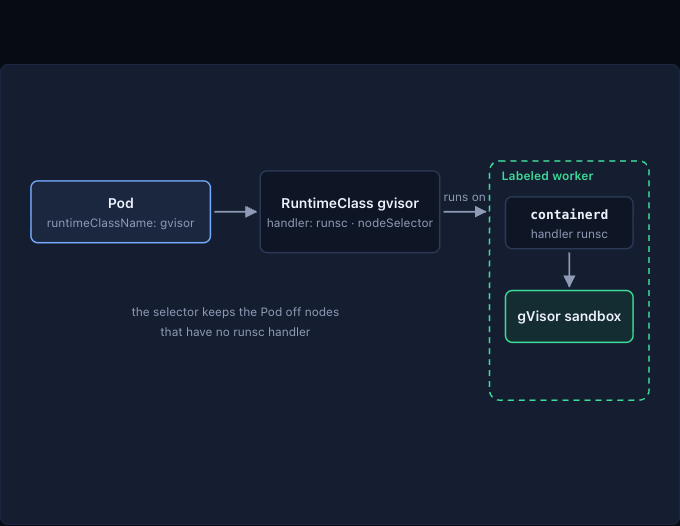 Pod
runtimeClassName: gvisor
RuntimeClass gvisor
handler: runsc · nodeSelector
runs on
Labeled worker
containerd
handler runsc
gVisor sandbox
the selector keeps the Pod off nodes
that have no runsc handler